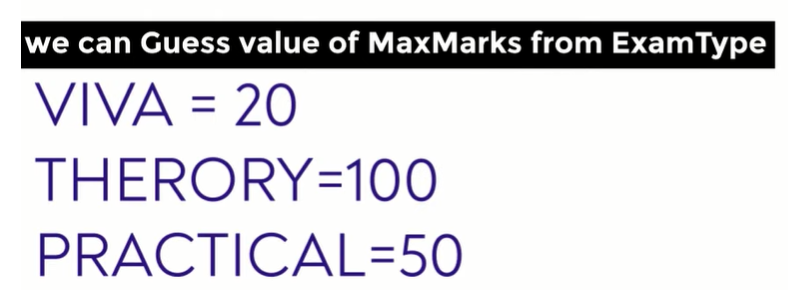 we can Guess value of MaxMarks from ExamType
VIVA = 20
THERORY=100
PRACTICAL=50